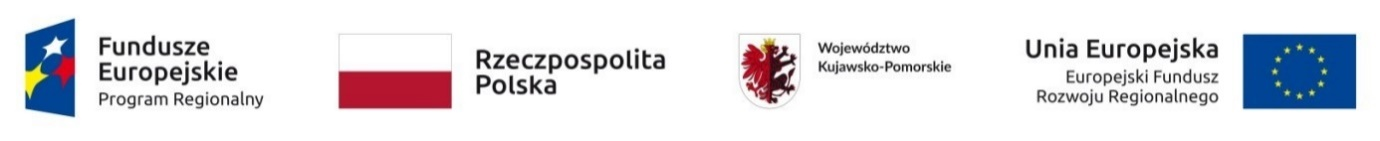 Fundusze
Europejskie
Program Regionalny
Rzeczpospolita
Polska
Województwo
Kujawsko-Pomorskie
Unia Europejska
Europejski Fundusz
Rozwoju Regionalnego